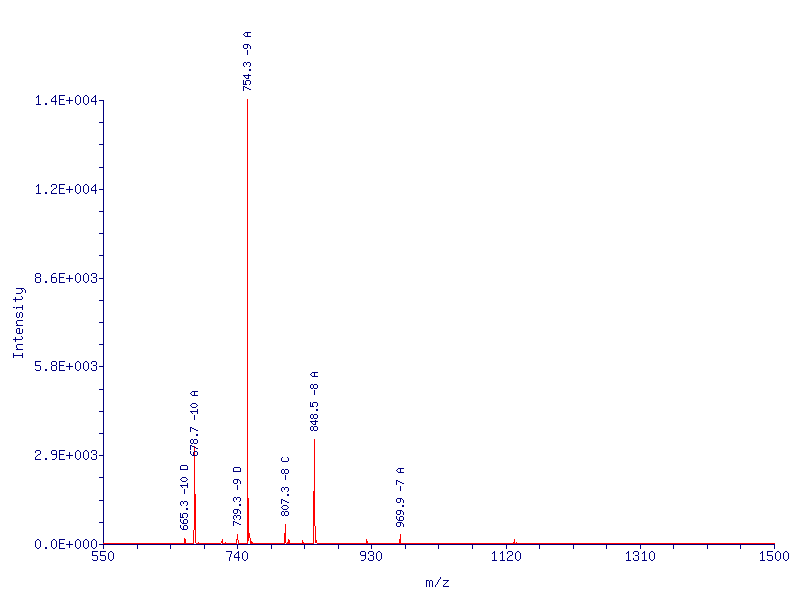 754.3 -9 A
1.4E+004
1.2E+004
8.6E+003
5.8E+003
2.9E+003
0.0E+000
Intensity
665.3 -10 D
678.7 -10 A
739.3 -9 D
807.3 -8 C
848.5 -8 A
969.9 -7 A
550 740 930 1120 1310 1500
m/z